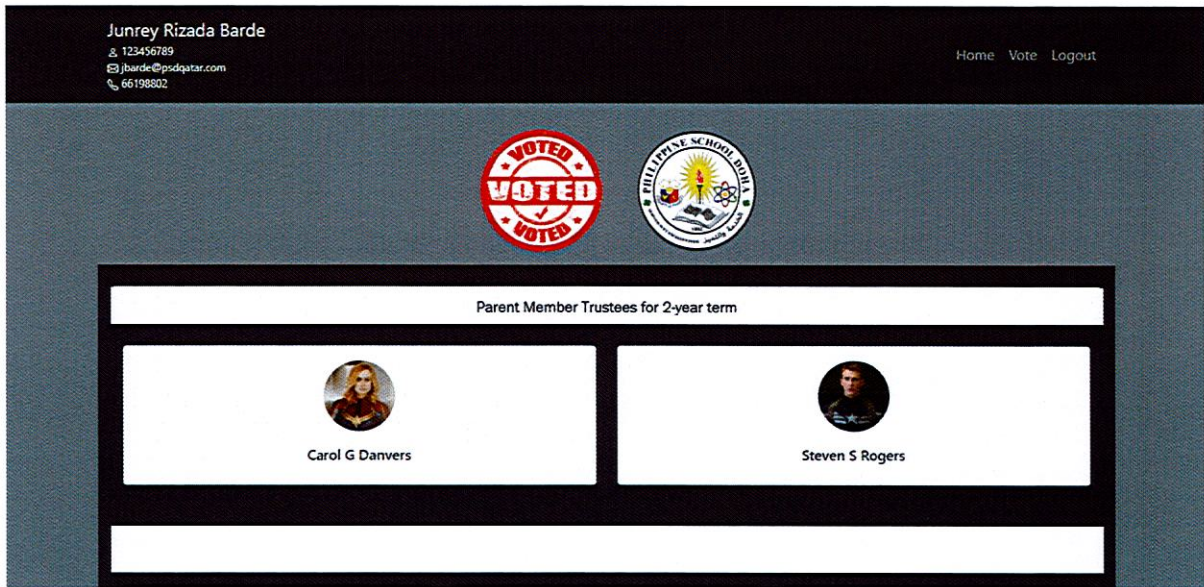 Junrey Rizada Barde
123456789
jbarde@psdqatar.com
66198802
Home Vote Logout
VOTED
VOTED
VOTED
PHILIPPINE SCHOOL DOHA
Parent Member Trustees for 2-year term
Carol G Danvers
Steven S Rogers